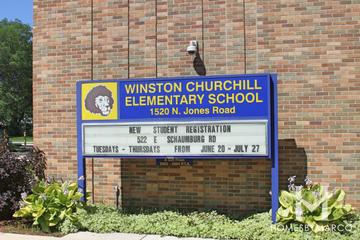 WINSTON CHURCHILL
ELEMENTARY SCHOOL
1520 N. Jones Road
NEW STUDENT REGISTRATION
522 E SCHAUMBURG RD
TUESDAYS - THURSDAYS FROM JUNE 20 - JULY 27
HOMESBYMARCO